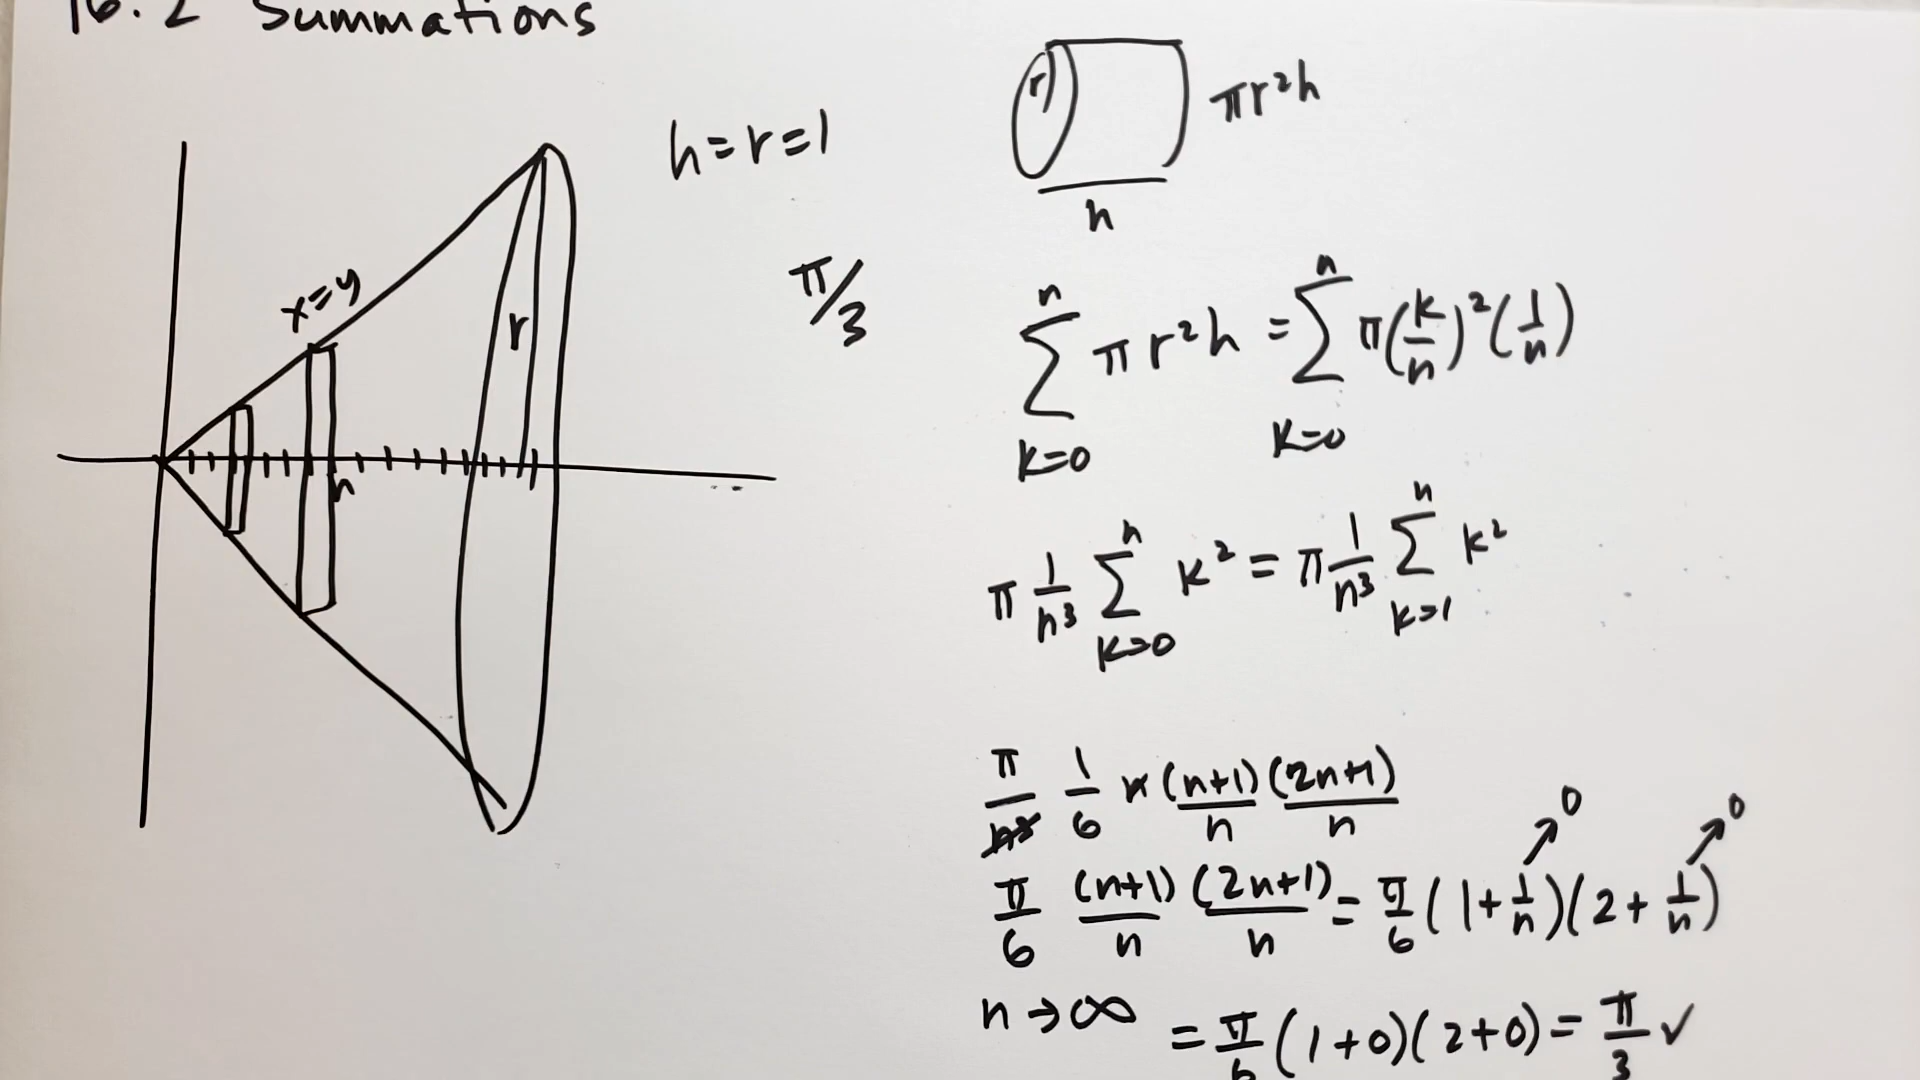 16.2 Summations
h=r=1
x=y
r
n
π/3
r
πr²h
h
n
∑ πr²h = ∑ π(k/n)²(1/n)
k=0 k=0
π 1/n³ ∑ k² = π 1/n³ ∑ k²
k=0 k=1
π/n³ 1/6 n (n+1)/n (2n+1)/n
π/6 (n+1)/n (2n+1)/n = π/6 (1+1/n)(2+1/n)
0 0
n→∞ = π/6 (1+0)(2+0) = π/3 ✓